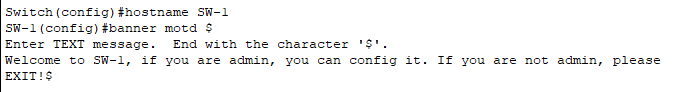 Switch(config)#hostname SW-1
SW-1(config)#banner motd $
Enter TEXT message.  End with the character '$'.
Welcome to SW-1, if you are admin, you can config it. If you are not admin, please
EXIT!$